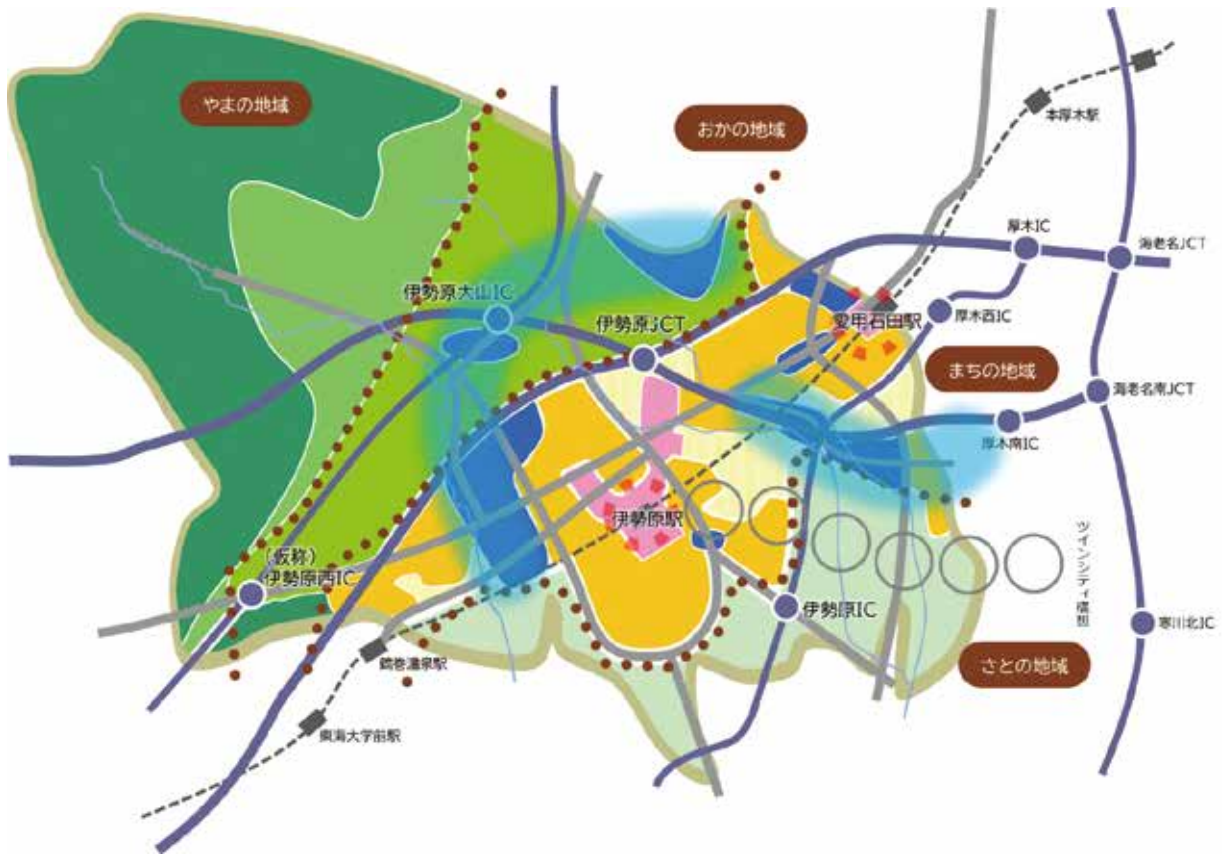 やまの地域
おかの地域
本厚木駅
厚木IC
海老名JCT
伊勢原大山IC
伊勢原JCT
愛甲石田駅
厚木西IC
まちの地域
海老名南JCT
厚木南IC
伊勢原駅
ツインシティ構想
(仮称)
伊勢原西IC
伊勢原IC
寒川北IC
鶴巻温泉駅
さとの地域
東海大学前駅